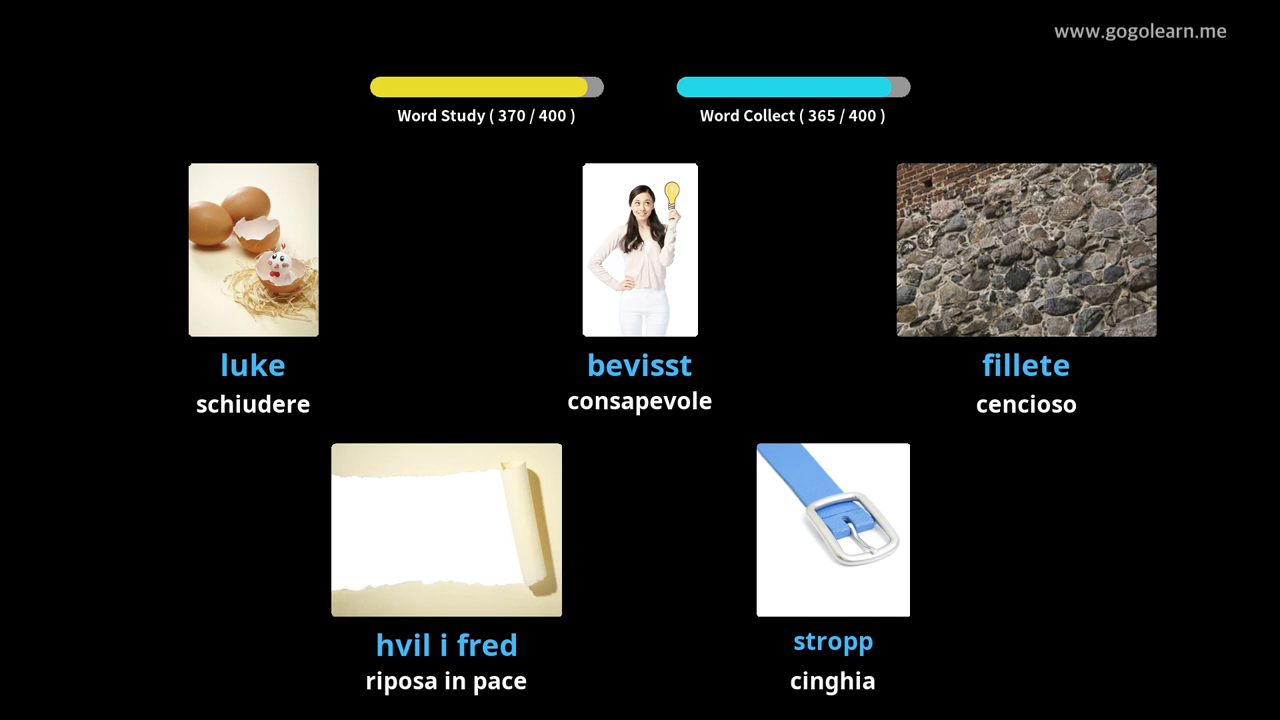 www.gogolearn.me
Word Study ( 370 / 400 )
Word Collect ( 365 / 400 )
luke
schiudere
bevisst
consapevole
fillete
cencioso
hvil i fred
riposa in pace
stropp
cinghia